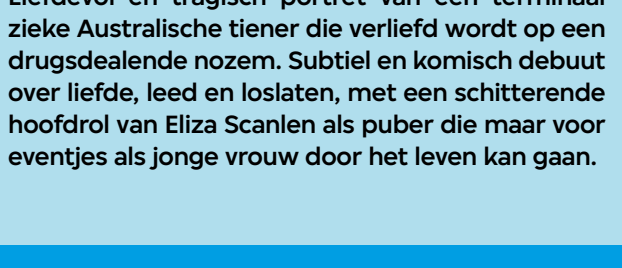 Liefdevol en tragisch portret van een terminaal
zieke Australische tiener die verliefd wordt op een
drugsdealende nozem. Subtiel en komisch debuut
over liefde, leed en loslaten, met een schitterende
hoofdrol van Eliza Scanlen als puber die maar voor
eventjes als jonge vrouw door het leven kan gaan.